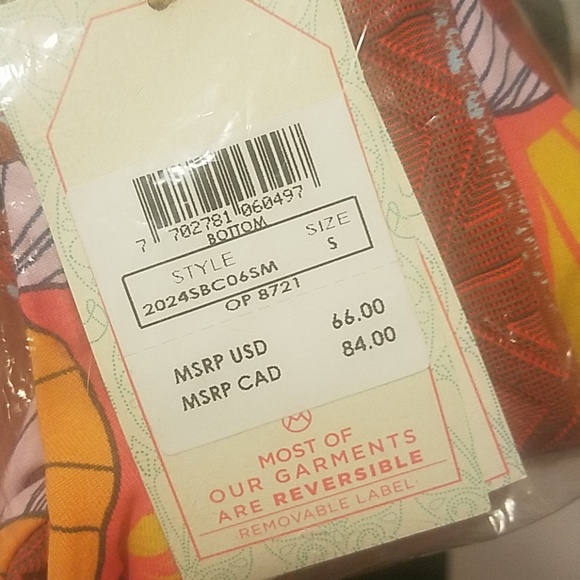 7 702781 060497
BOTTOM
STYLE SIZE
2024SBC06SM S
OP 8721
MSRP USD 66.00
MSRP CAD 84.00
MOST OF
OUR GARMENTS
ARE REVERSIBLE
REMOVABLE LABEL